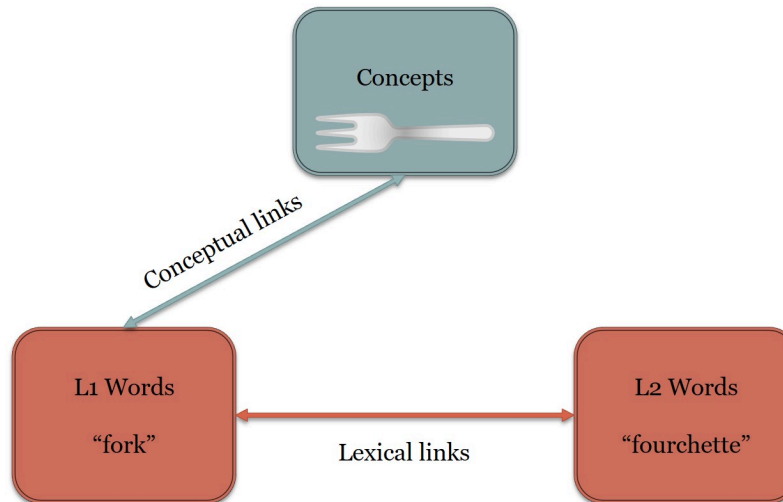 Concepts
Conceptual links
L1 Words
“fork”
Lexical links
L2 Words
“fourchette”